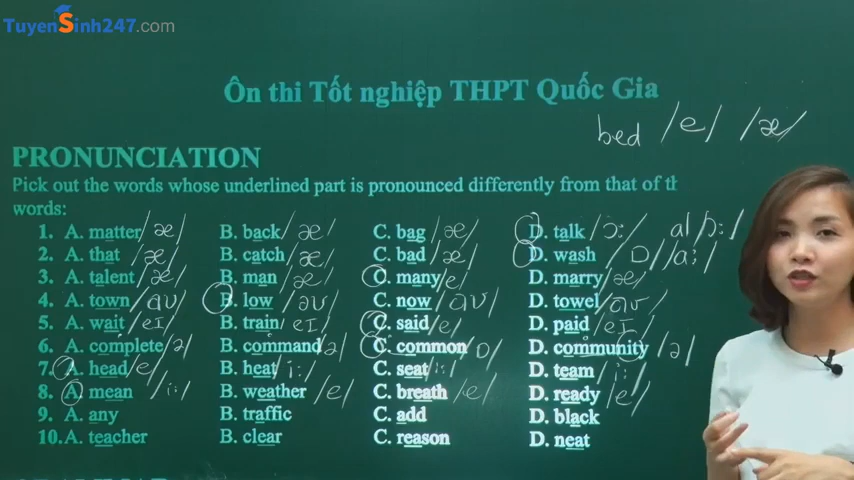 TuyenSinh247.com
Ôn thi Tốt nghiệp THPT Quốc Gia
bed /e/ /æ/
PRONUNCIATION
Pick out the words whose underlined part is pronounced differently from that of th
words:
1. A. matter /æ/ B. back /æ/ C. bag /æ/ D. talk /ɔ:/ al /ɔ:/
2. A. that /æ/ B. catch /æ/ C. bad /æ/ D. wash /ɒ/ /a:/
3. A. talent /æ/ B. man /æ/ C. many /e/ D. marry /æ/
4. A. town /aʊ/ B. low /əʊ/ C. now /aʊ/ D. towel /aʊ/
5. A. wait /eɪ/ B. train /eɪ/ C. said /e/ D. paid /eɪ/
6. A. complete /ə/ B. command /ə/ C. common /ɒ/ D. community /ə/
7. A. head /e/ B. heat /i:/ C. seat /i:/ D. team /i:/
8. A. mean /i:/ B. weather /e/ C. breath /e/ D. ready /e/
9. A. any B. traffic C. add D. black
10. A. teacher B. clear C. reason D. neat